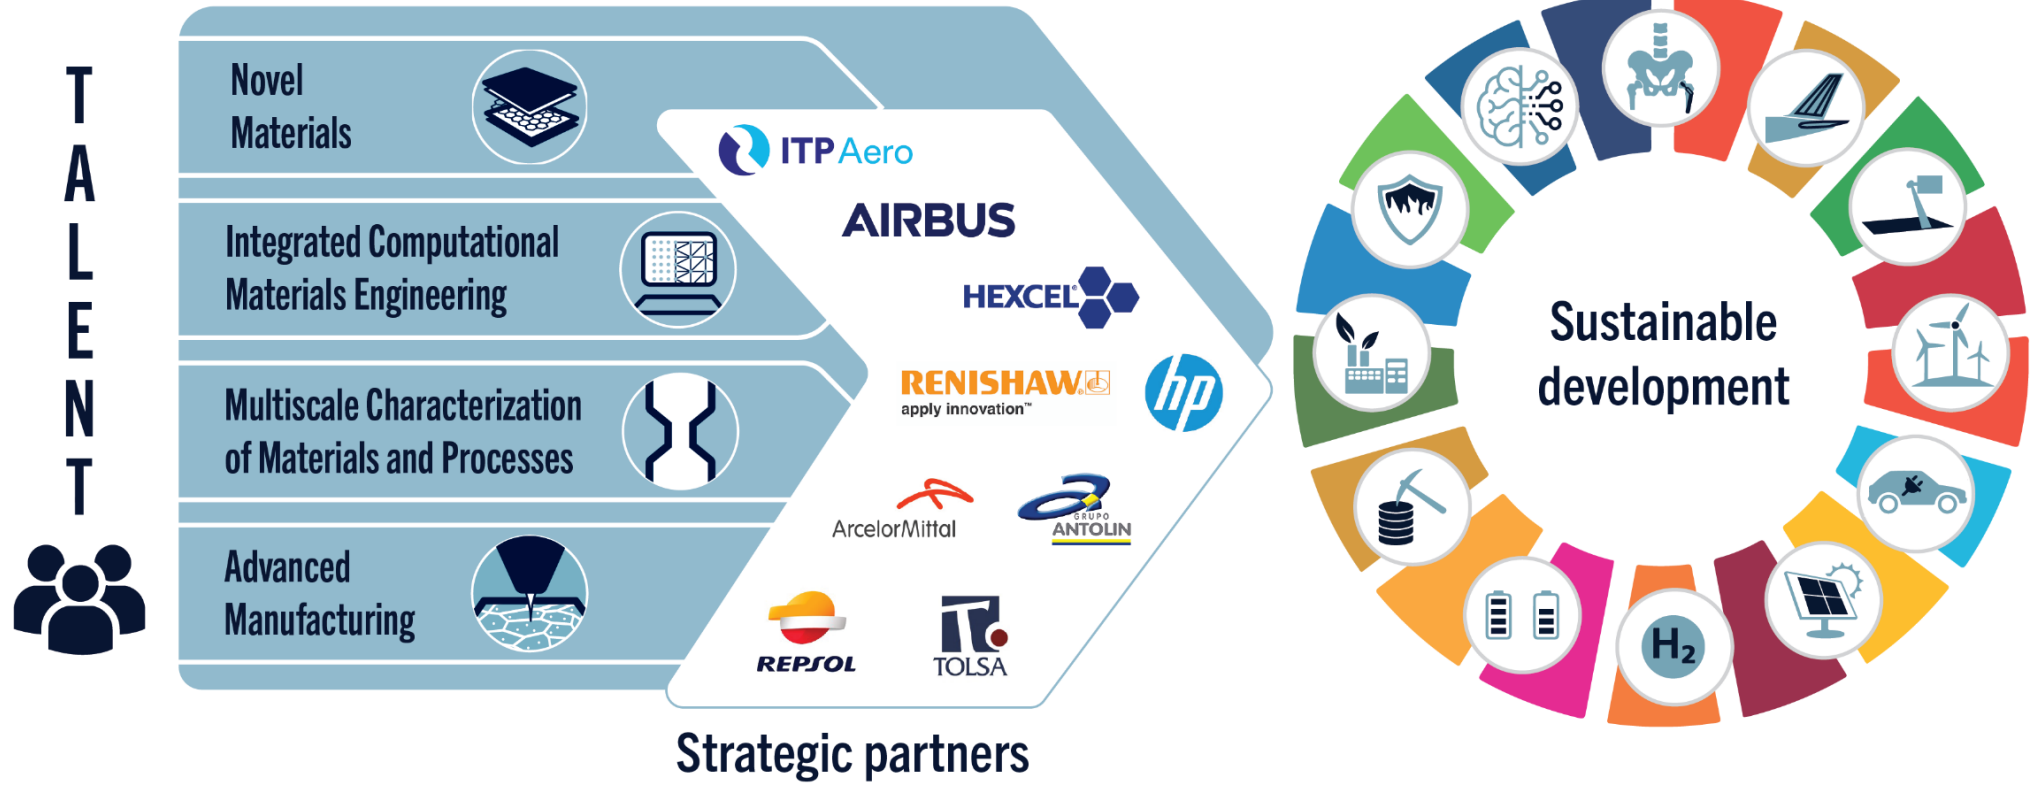 TALENT
Novel
Materials
Integrated Computational
Materials Engineering
Multiscale Characterization
of Materials and Processes
Advanced
Manufacturing
ITP Aero
AIRBUS
HEXCEL
RENISHAW
apply innovation™
hp
ArcelorMittal
GRUPO
ANTOLIN
REPSOL
TOLSA
Strategic partners
Sustainable
development
H₂